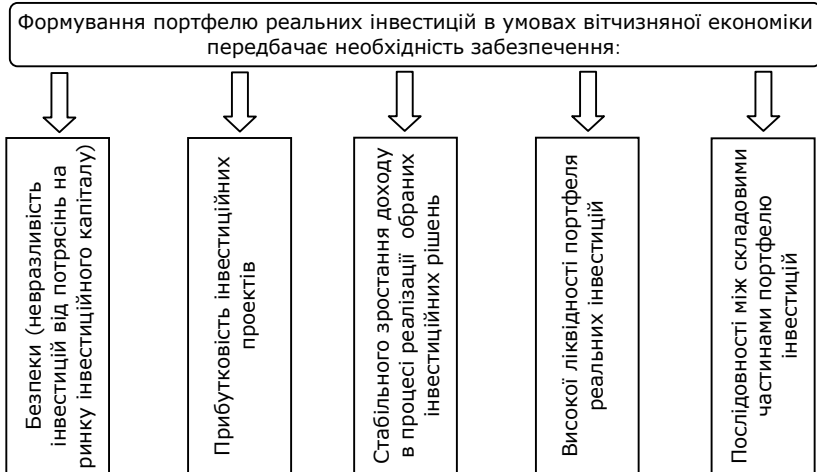 Формування портфелю реальних інвестицій в умовах вітчизняної економіки
передбачає необхідність забезпечення:
Безпеки (невразливість
інвестицій від потрясінь на
ринку інвестиційного капіталу)
Прибутковість інвестиційних
проектів
Стабільного зростання доходу
в процесі реалізації обраних
інвестиційних рішень
Високої ліквідності портфеля
реальних інвестицій
Послідовності між складовими
частинами портфелю
інвестицій